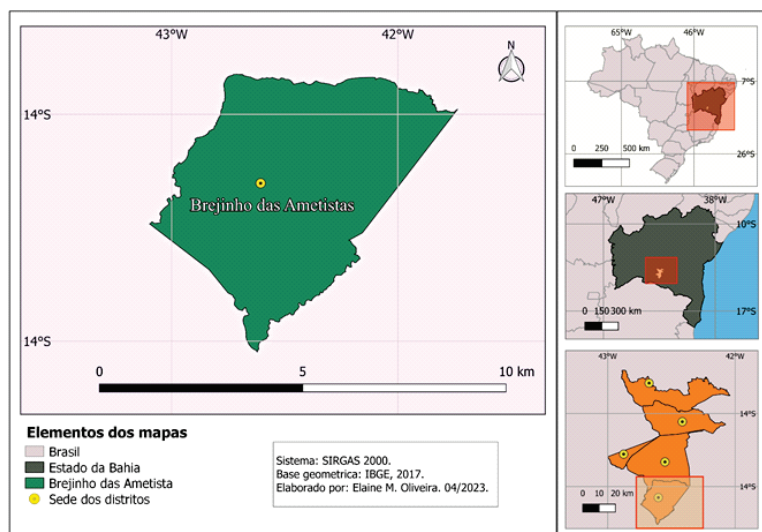 43°W
42°W
N
14°S
Brejinho das Ametistas
14°S
0
5
10 km
Elementos dos mapas
Brasil
Estado da Bahia
Brejinho das Ametista
Sede dos distritos
Sistema: SIRGAS 2000.
Base geometrica: IBGE, 2017.
Elaborado por: Elaine M. Oliveira. 04/2023.
65°W
46°W
7°S
26°S
0 250 500 km
47°W
38°W
10°S
17°S
0 150 300 km
43°W
42°W
14°S
14°S
0 10 20 km